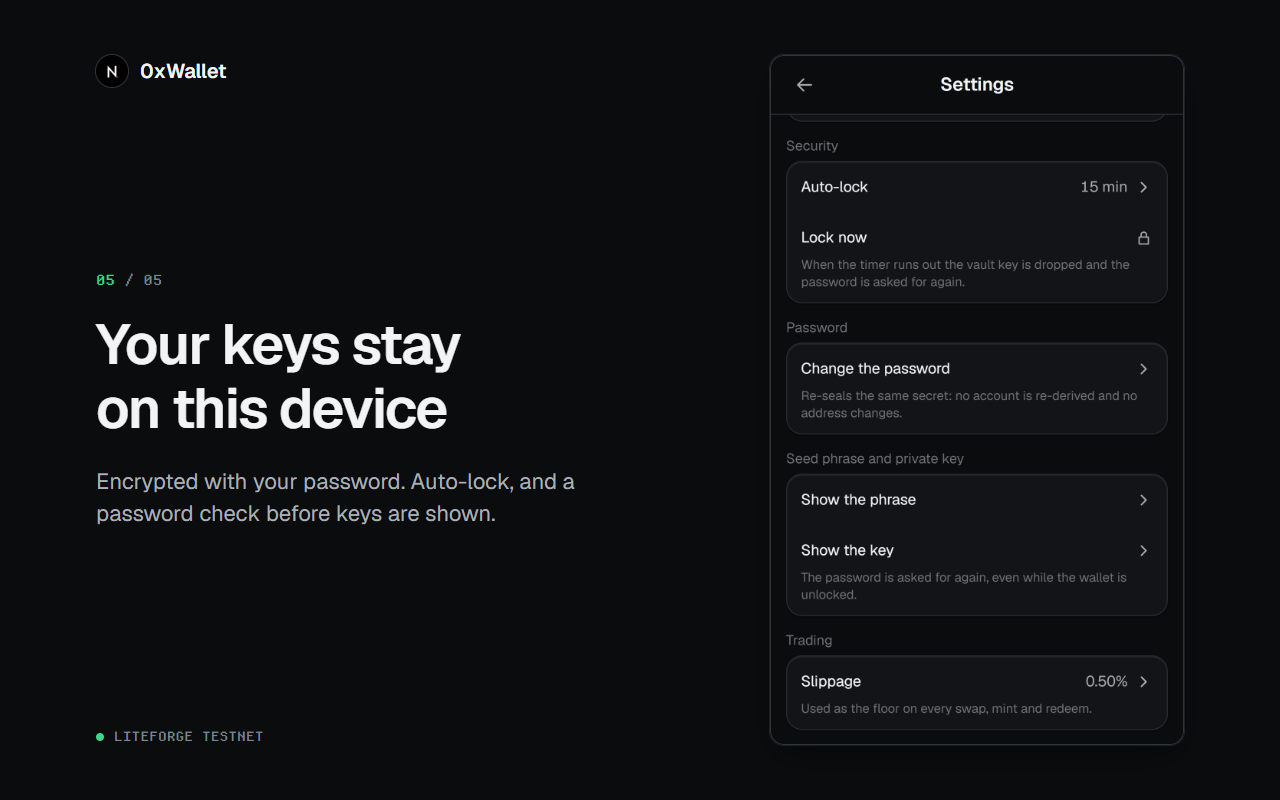 N
0xWallet
05 / 05
Your keys stay
on this device
Encrypted with your password. Auto-lock, and a
password check before keys are shown.
LITEFORGE TESTNET
Settings
Security
Auto-lock 15 min
Lock now
When the timer runs out the vault key is dropped and the
password is asked for again.
Password
Change the password
Re-seals the same secret: no account is re-derived and no
address changes.
Seed phrase and private key
Show the phrase
Show the key
The password is asked for again, even while the wallet is
unlocked.
Trading
Slippage 0.50%
Used as the floor on every swap, mint and redeem.